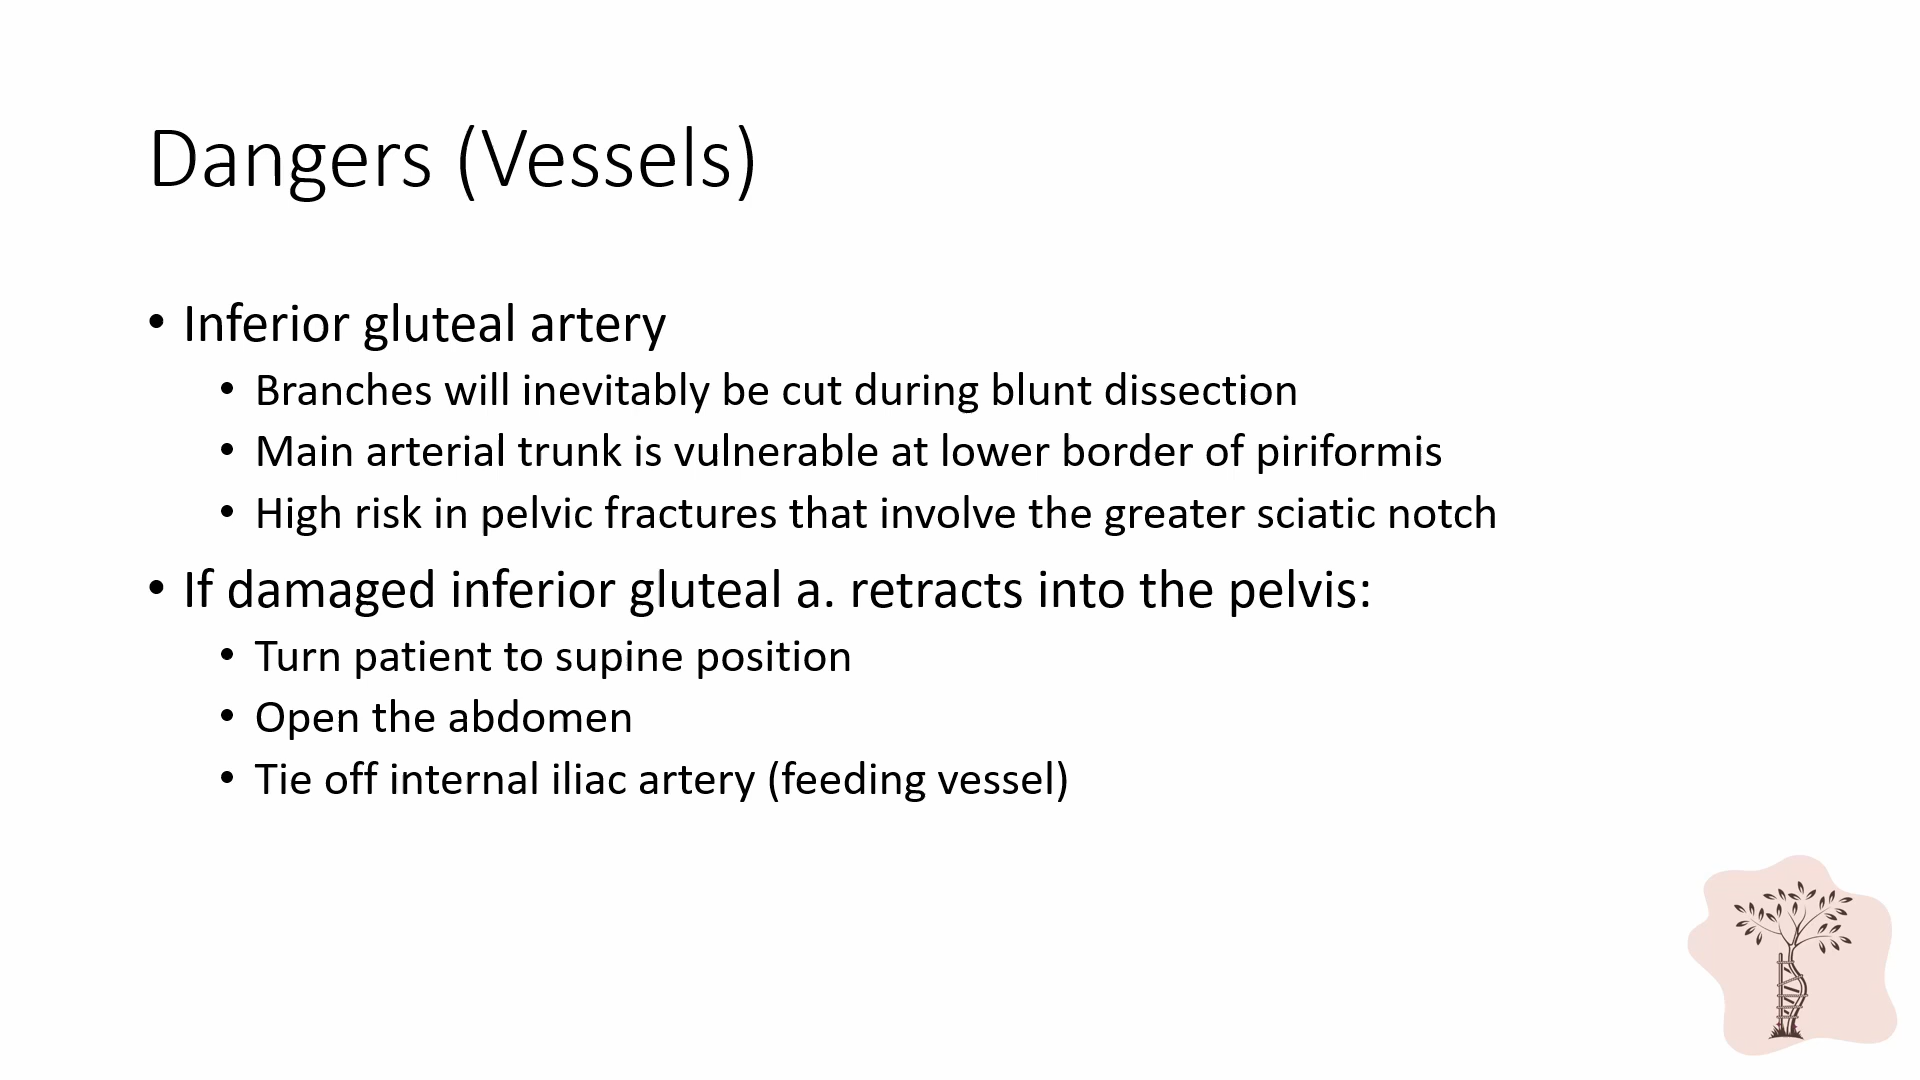 Dangers (Vessels)
• Inferior gluteal artery
• Branches will inevitably be cut during blunt dissection
• Main arterial trunk is vulnerable at lower border of piriformis
• High risk in pelvic fractures that involve the greater sciatic notch
• If damaged inferior gluteal a. retracts into the pelvis:
• Turn patient to supine position
• Open the abdomen
• Tie off internal iliac artery (feeding vessel)